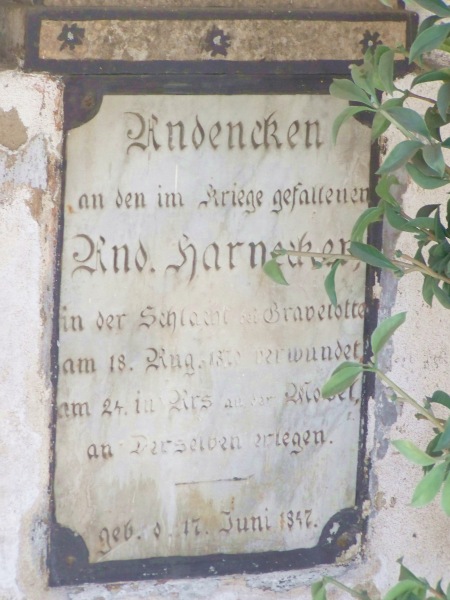 Andencken
an den im Kriege gefallenen
And. Harnecker,
in der Schlacht bei Gravelotte
am 18. Aug. 1870 verwundet,
am 24. in Ars an der Mosel,
an Derselben erlegen.
geb. d. 17. Juni 1847.